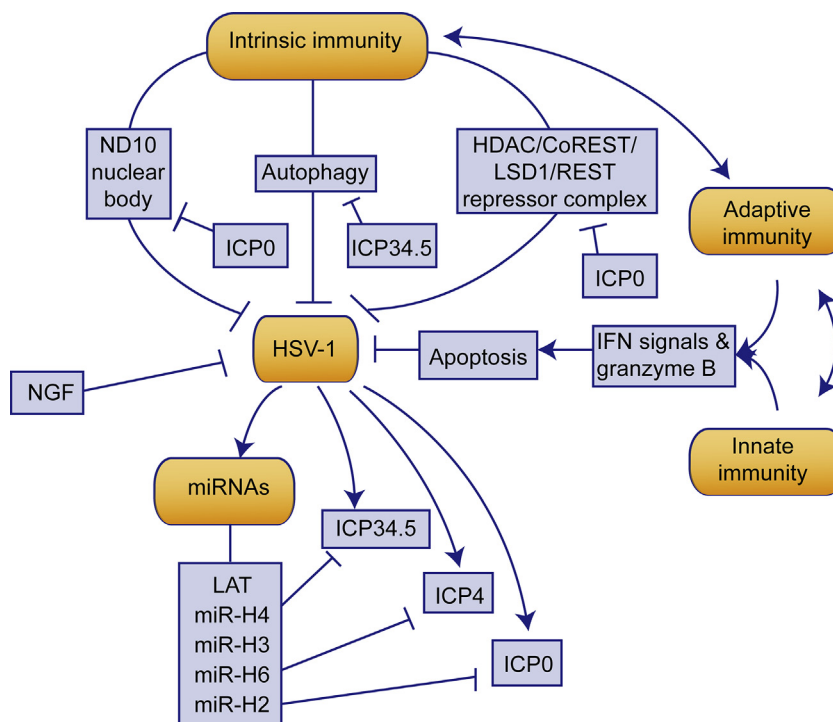 Intrinsic immunity
ND10
nuclear
body
Autophagy
HDAC/CoREST/
LSD1/REST
repressor complex
Adaptive
immunity
ICP0
ICP34.5
ICP0
HSV-1
Apoptosis
IFN signals &
granzyme B
NGF
Innate
immunity
miRNAs
ICP34.5
LAT
miR-H4
miR-H3
miR-H6
miR-H2
ICP4
ICP0